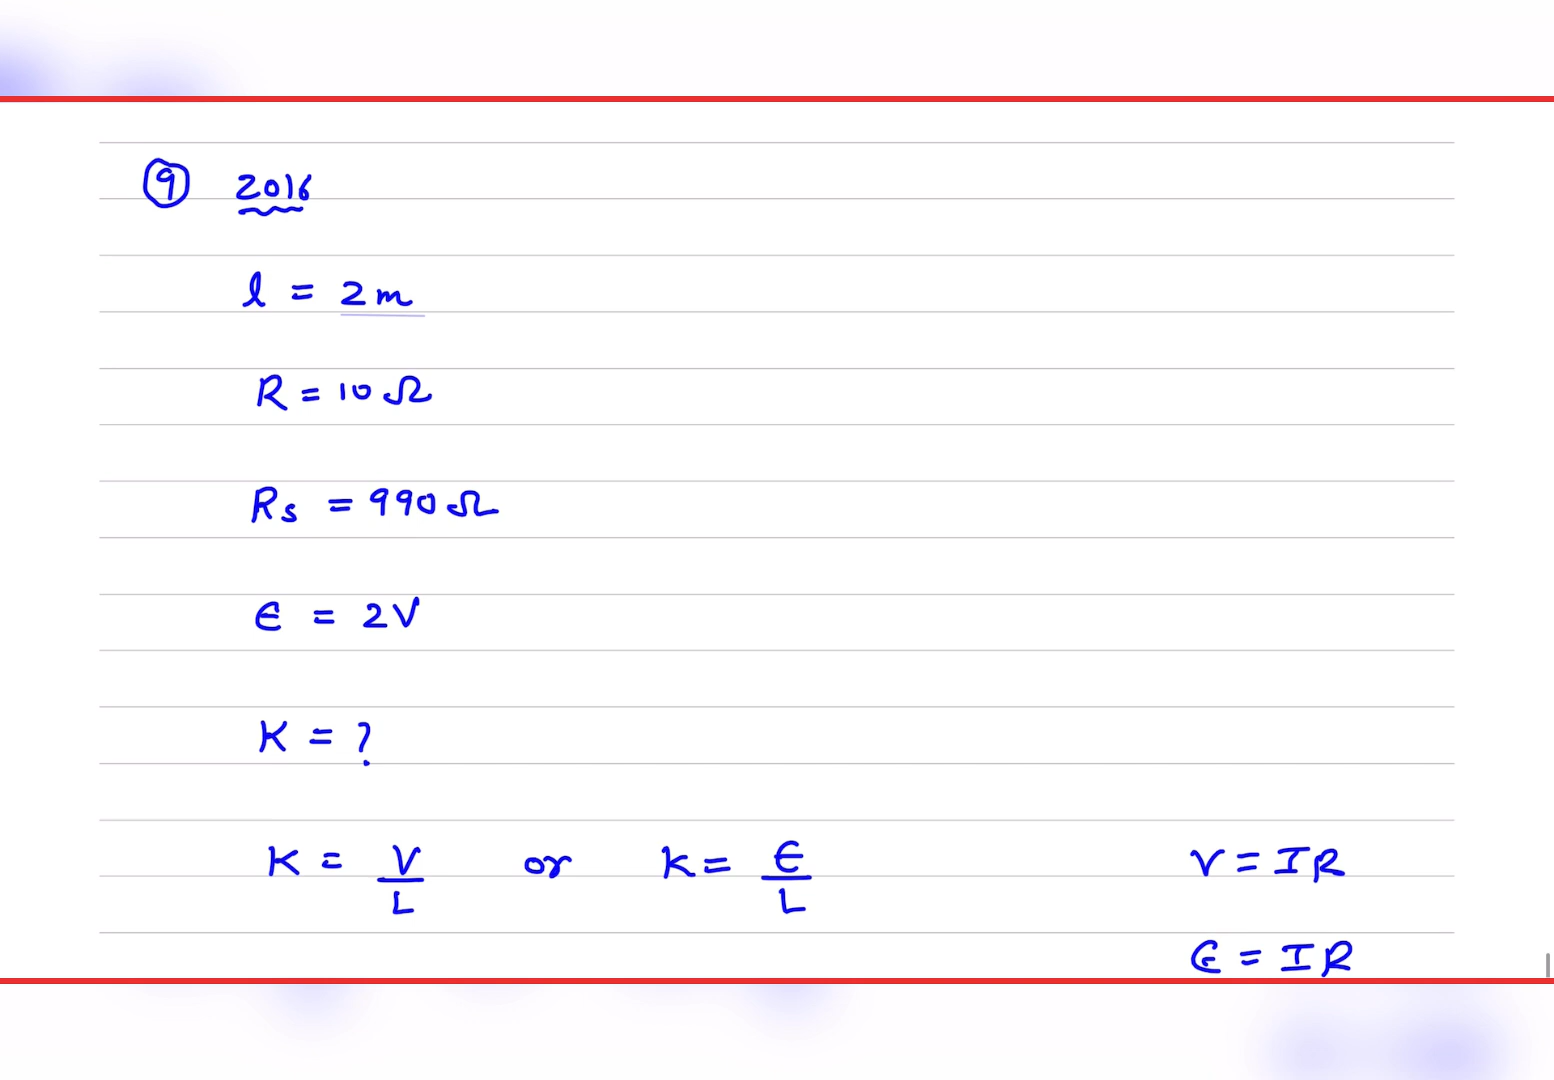 9 2016
l = 2m
R = 10 Ω
Rs = 990 Ω
ϵ = 2V
K = ?
K = V/L or K = ϵ/L V = IR
ϵ = IR